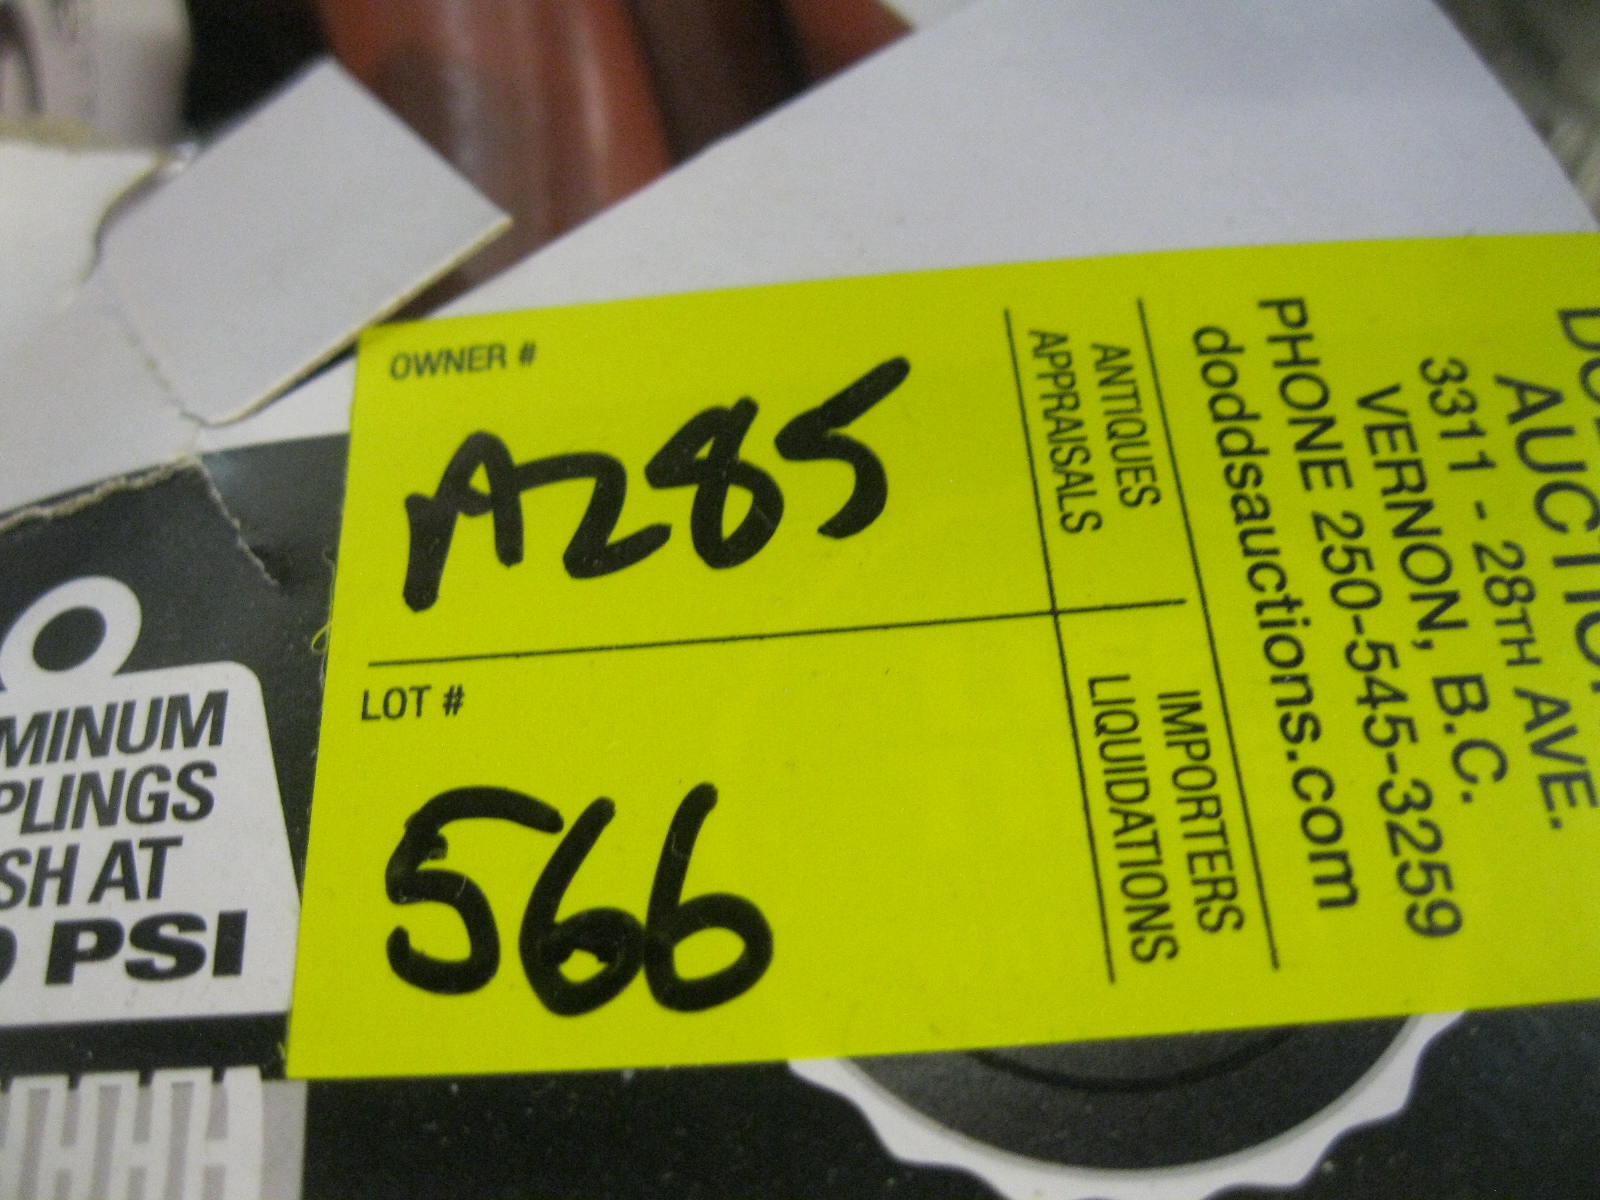 OWNER #
A285
LOT #
566
ANTIQUES
APPRAISALS
IMPORTERS
LIQUIDATIONS
3311 - 28TH AVE.
VERNON, B.C.
PHONE 250-545-3259
doddsauctions.com
MINUM
PLINGS
SH AT
PSI